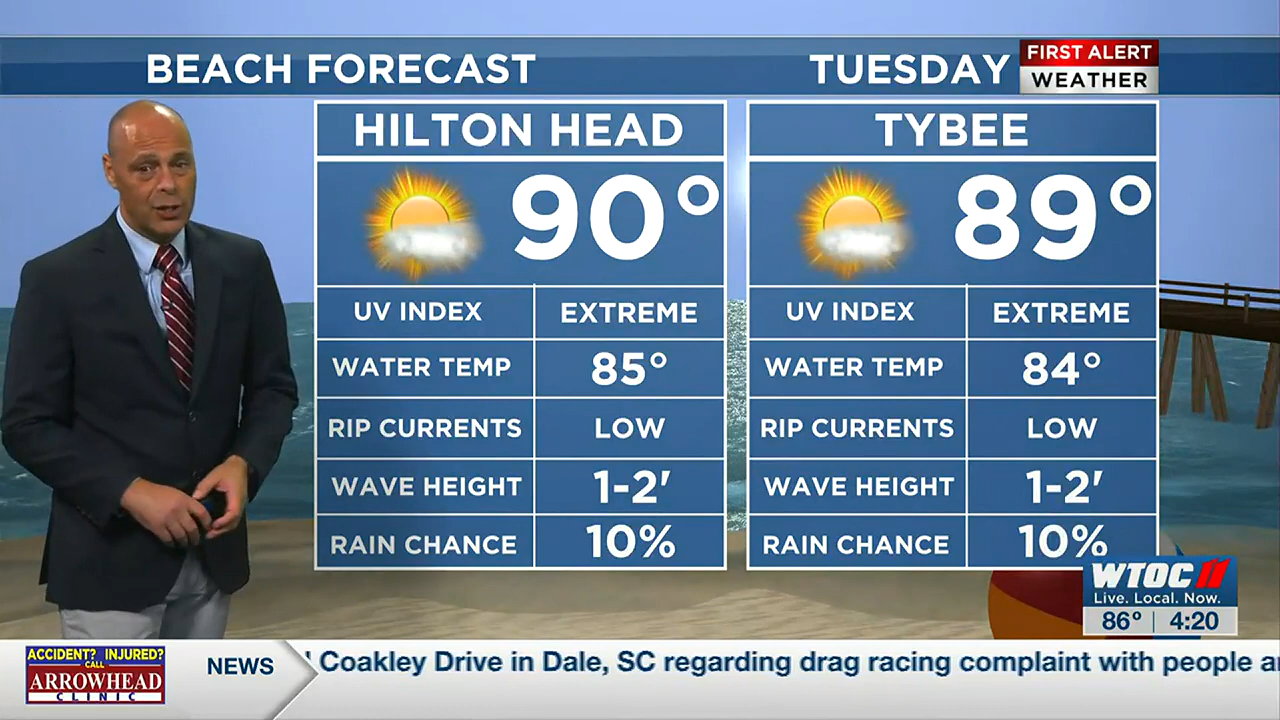 BEACH FORECAST
TUESDAY
FIRST ALERT
WEATHER
HILTON HEAD
90°
UV INDEX EXTREME
WATER TEMP 85°
RIP CURRENTS LOW
WAVE HEIGHT 1-2'
RAIN CHANCE 10%
TYBEE
89°
UV INDEX EXTREME
WATER TEMP 84°
RIP CURRENTS LOW
WAVE HEIGHT 1-2'
RAIN CHANCE 10%
WTOC 11
Live. Local. Now.
86° | 4:20
ACCIDENT? INJURED?
CALL
ARROWHEAD
CLINIC
NEWS
Coakley Drive in Dale, SC regarding drag racing complaint with people